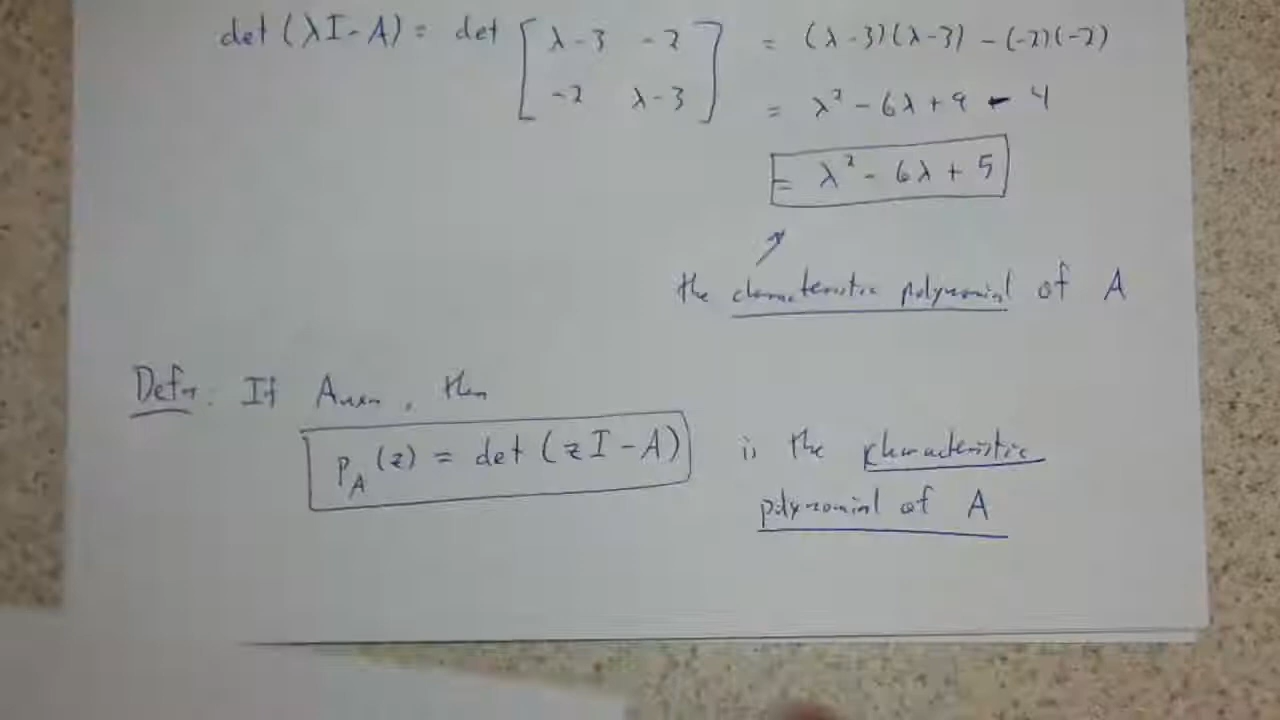 det (λI - A) = det [ λ-3 -2 ; -2 λ-3 ] = (λ-3)(λ-3) - (-2)(-2)
= λ² - 6λ + 9 - 4
= λ² - 6λ + 5
the characteristic polynomial of A
Defn: If Anxn, then
p_A(z) = det (zI - A) is the characteristic
polynomial of A